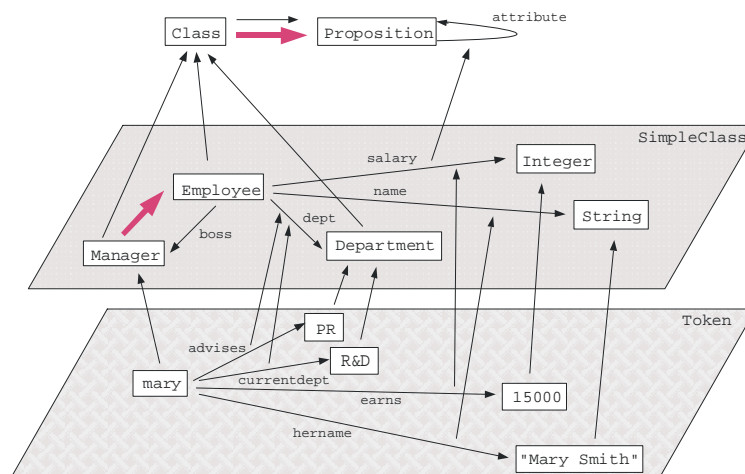 attribute
Class
Proposition
SimpleClass
salary
Integer
Employee
name
dept
String
boss
Department
Manager
Token
PR
advises
R&D
mary
currentdept
earns
15000
hername
"Mary Smith"